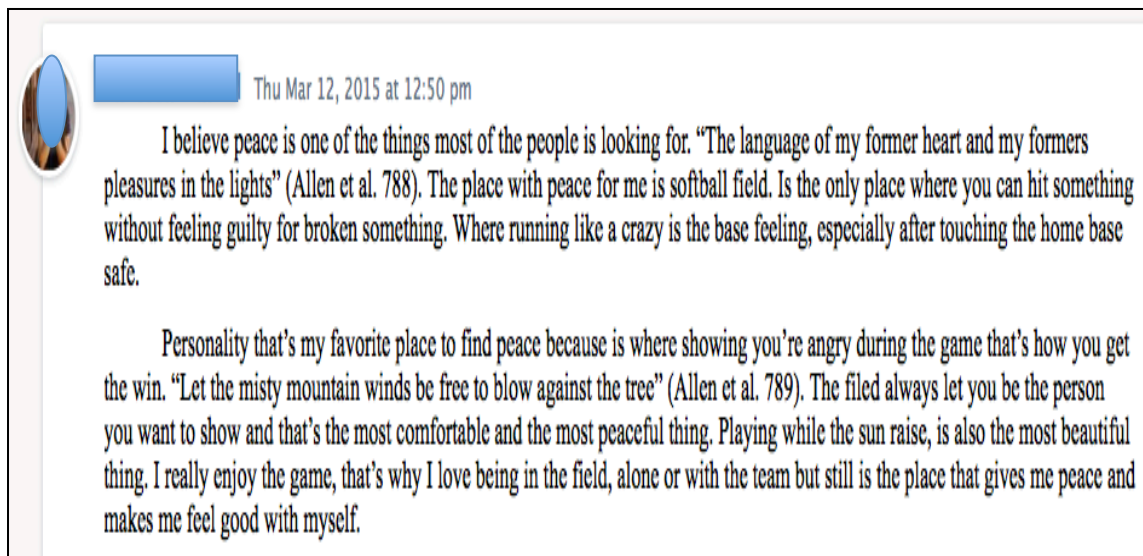 Thu Mar 12, 2015 at 12:50 pm
I believe peace is one of the things most of the people is looking for. “The language of my former heart and my formers
pleasures in the lights” (Allen et al. 788). The place with peace for me is softball field. Is the only place where you can hit something
without feeling guilty for broken something. Where running like a crazy is the base feeling, especially after touching the home base
safe.
Personality that’s my favorite place to find peace because is where showing you’re angry during the game that’s how you get
the win. “Let the misty mountain winds be free to blow against the tree” (Allen et al. 789). The filed always let you be the person
you want to show and that’s the most comfortable and the most peaceful thing. Playing while the sun raise, is also the most beautiful
thing. I really enjoy the game, that’s why I love being in the field, alone or with the team but still is the place that gives me peace and
makes me feel good with myself.